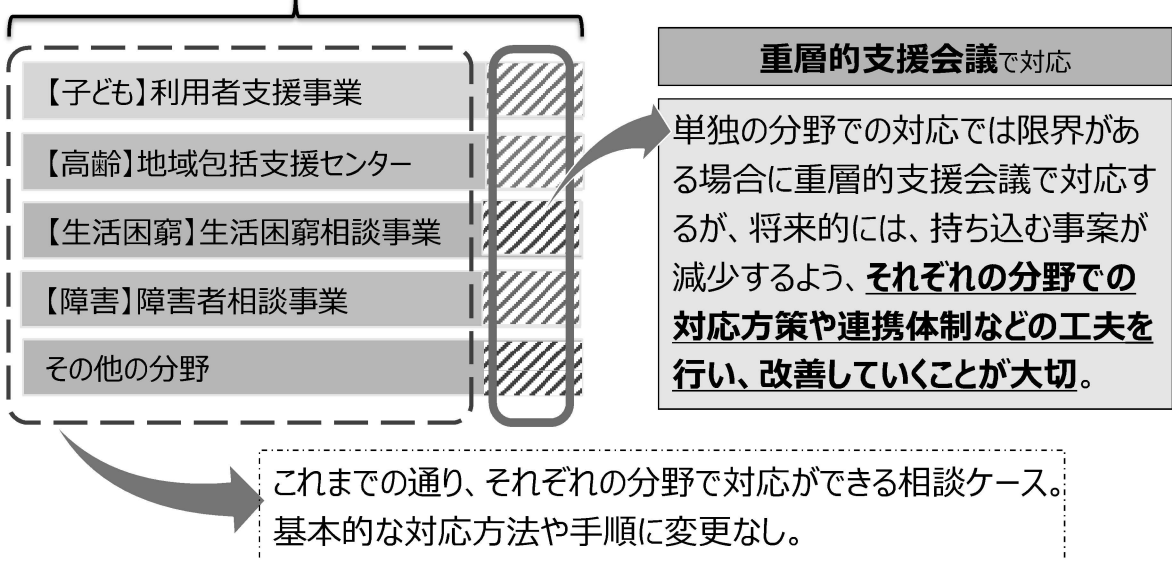 【子ども】利用者支援事業
【高齢】地域包括支援センター
【生活困窮】生活困窮相談事業
【障害】障害者相談事業
その他の分野
重層的支援会議で対応
単独の分野での対応では限界があ
る場合に重層的支援会議で対応す
るが、将来的には、持ち込む事案が
減少するよう、それぞれの分野での
対応方策や連携体制などの工夫を
行い、改善していくことが大切。
これまでの通り、それぞれの分野で対応ができる相談ケース。
基本的な対応方法や手順に変更なし。